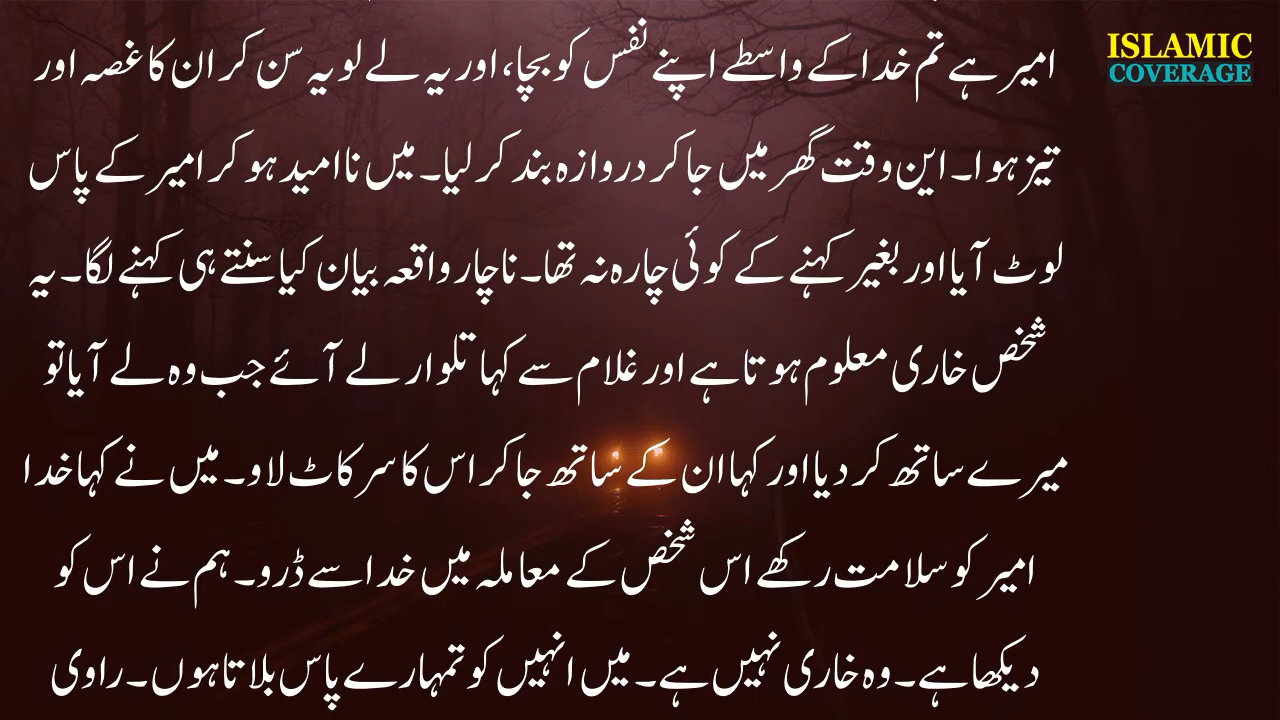 امیر ہے تم خدا کے واسطے اپنے نفس کو بچا، اور یہ لے لو یہ سن کر ان کا غصہ اور
تیز ہوا۔ این وقت گھر میں جا کر دروازہ بند کر لیا۔ میں ناامید ہو کر امیر کے پاس
لوٹ آیا اور بغیر کہنے کے کوئی چارہ نہ تھا۔ ناچار واقعہ بیان کیا سنتے ہی کہنے لگا۔ یہ
شخص خاری معلوم ہوتا ہے اور غلام سے کہا تلوار لے آئے جب وہ لے آیا تو
میرے ساتھ کر دیا اور کہا ان کے ساتھ جا کر اس کا سر کاٹ لاو۔ میں نے کہا خدا
امیر کو سلامت رکھے اس شخص کے معاملہ میں خدا سے ڈرو۔ ہم نے اس کو
دیکھا ہے۔ وہ خاری نہیں ہے۔ میں انہیں کو تمہارے پاس بلاتا ہوں۔ راوی
ISLAMIC
COVERAGE